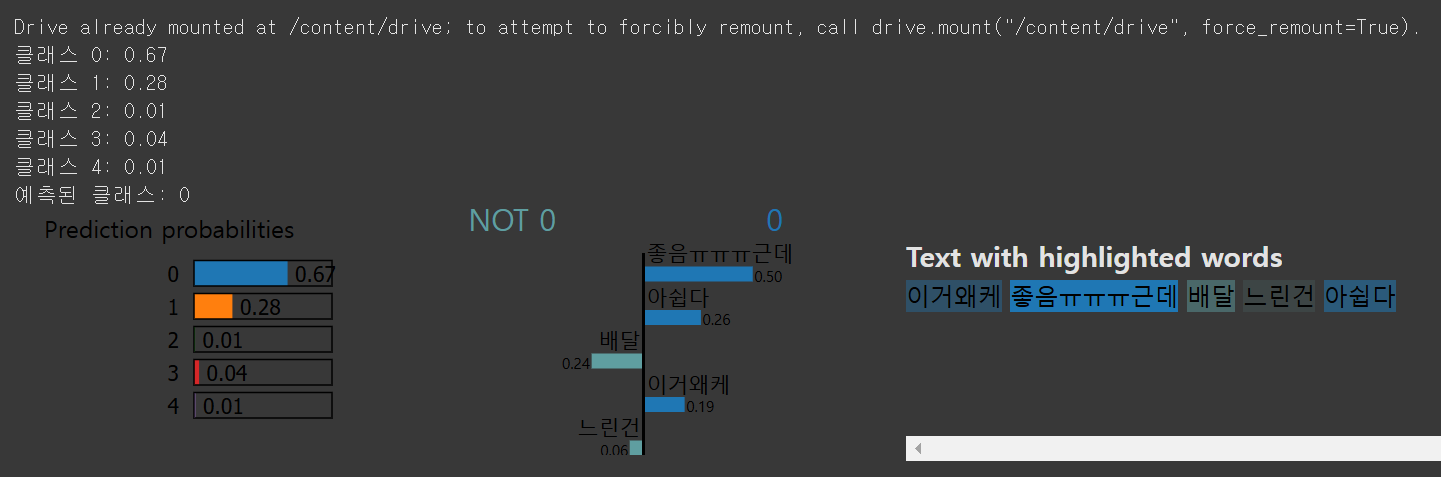 Drive already mounted at /content/drive; to attempt to forcibly remount, call drive.mount("/content/drive", force_remount=True).
클래스 0: 0.67
클래스 1: 0.28
클래스 2: 0.01
클래스 3: 0.04
클래스 4: 0.01
예측된 클래스: 0
Prediction probabilities
0 0.67
1 0.28
2 0.01
3 0.04
4 0.01
NOT 0 0
좋음ㅠㅠㅠ근데
0.50
아쉽다
0.26
배달
0.24
이거왜케
0.19
느린건
0.06
Text with highlighted words
이거왜케 좋음ㅠㅠㅠ근데 배달 느린건 아쉽다